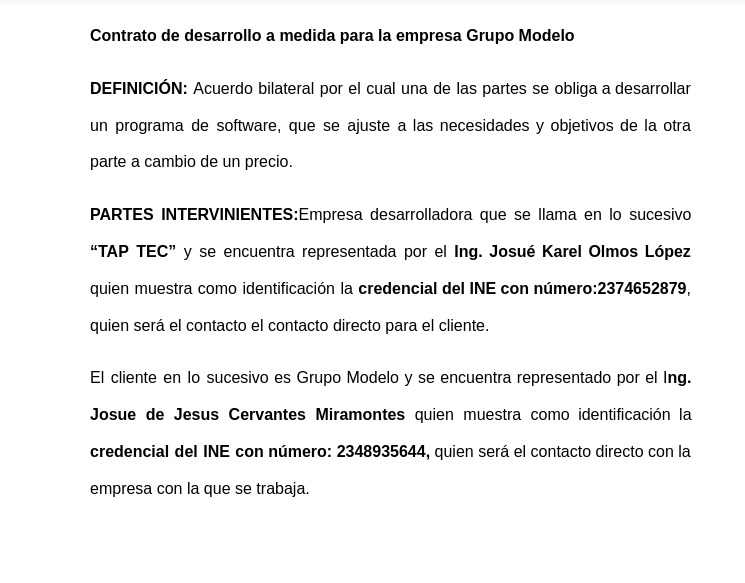 Contrato de desarrollo a medida para la empresa Grupo Modelo
DEFINICIÓN: Acuerdo bilateral por el cual una de las partes se obliga a desarrollar
un programa de software, que se ajuste a las necesidades y objetivos de la otra
parte a cambio de un precio.
PARTES INTERVINIENTES:Empresa desarrolladora que se llama en lo sucesivo
“TAP TEC” y se encuentra representada por el Ing. Josué Karel Olmos López
quien muestra como identificación la credencial del INE con número:2374652879,
quien será el contacto el contacto directo para el cliente.
El cliente en lo sucesivo es Grupo Modelo y se encuentra representado por el Ing.
Josue de Jesus Cervantes Miramontes quien muestra como identificación la
credencial del INE con número: 2348935644, quien será el contacto directo con la
empresa con la que se trabaja.